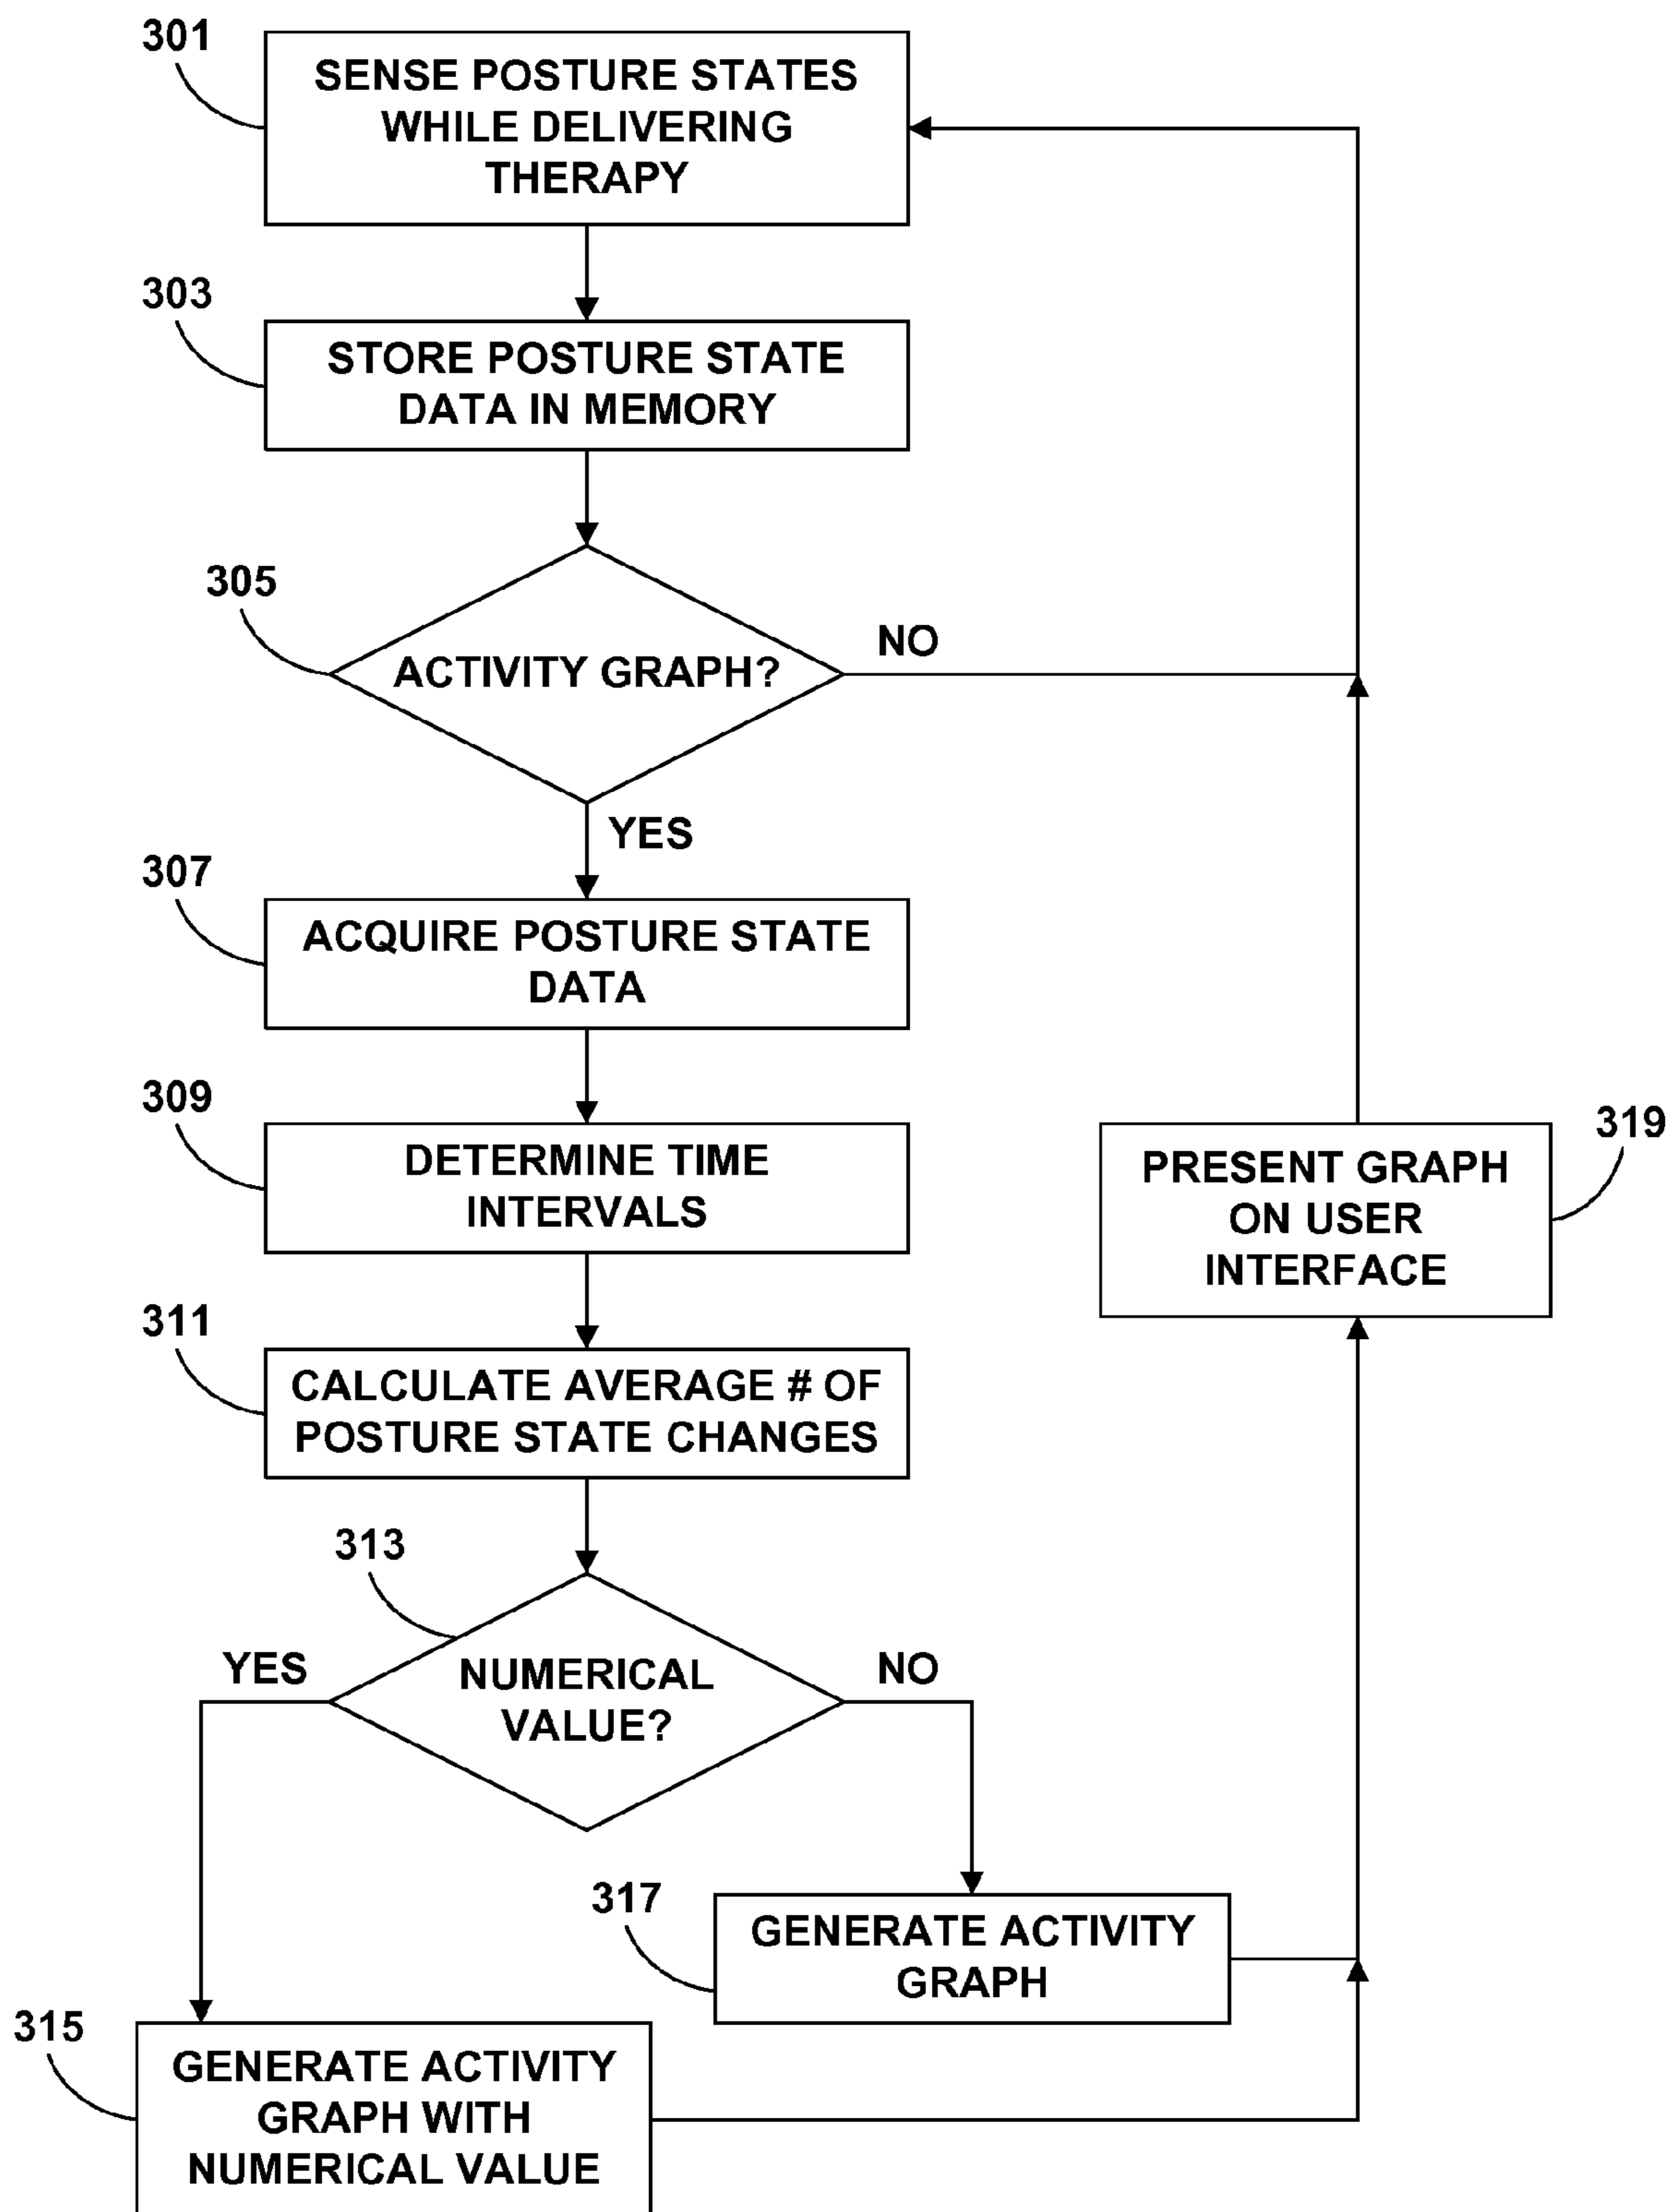 301
SENSE POSTURE STATES
WHILE DELIVERING
THERAPY
303
STORE POSTURE STATE
DATA IN MEMORY
305
ACTIVITY GRAPH?
NO
YES
307
ACQUIRE POSTURE STATE
DATA
309
DETERMINE TIME
INTERVALS
319
PRESENT GRAPH
ON USER
INTERFACE
311
CALCULATE AVERAGE # OF
POSTURE STATE CHANGES
313
YES
NUMERICAL
VALUE?
NO
317
GENERATE ACTIVITY
GRAPH
315
GENERATE ACTIVITY
GRAPH WITH
NUMERICAL VALUE